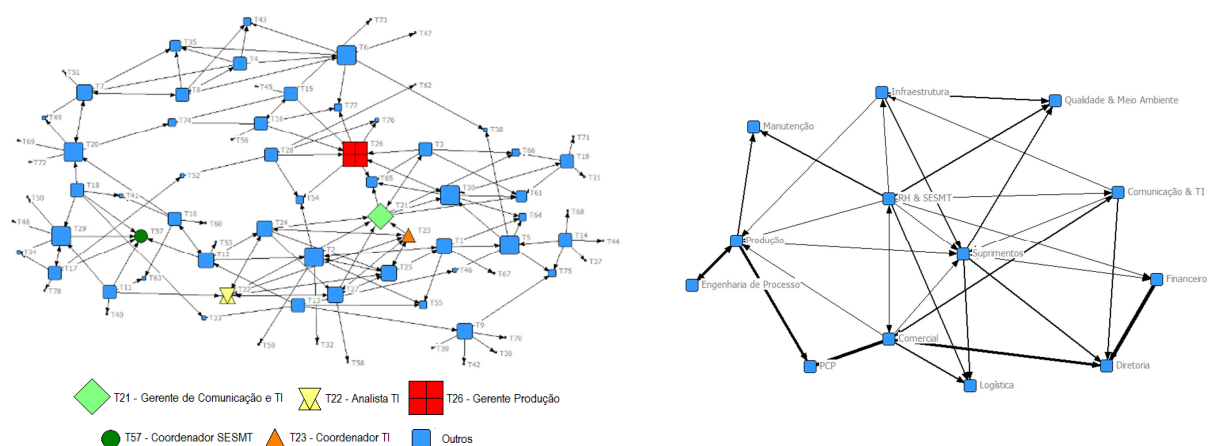 T43
T73
T47
T35
T6
T4
T51
T7
T8
T62
T45
T15
T77
T49
T74
T16
T76
T38
T56
T69
T20
T26
T3
T66
T71
T19
T72
T28
T31
T52
T65
T30
T61
T50
T18
T41
T54
T21
T10
T64
T68
T48
T60
T57
T24
T23
T29
T53
T2
T1
T5
T14
T44
T34
T12
T27
T17
T25
T46
T67
T75
T63
T78
T11
T22
T27
T13
T55
T40
T33
T9
T70
T59
T32
T39
T36
T58
T42
T21 - Gerente de Comunicação e TI
T22 - Analista TI
T26 - Gerente Produção
T57 - Coordenador SESMT
T23 - Coordenador TI
Outros
Infraestrutura
Qualidade & Meio Ambiente
Manutenção
Comunicação & TI
RH & SESMT
Produção
Suprimentos
Financeiro
Engenharia de Processo
Comercial
PCP
Diretoria
Logística